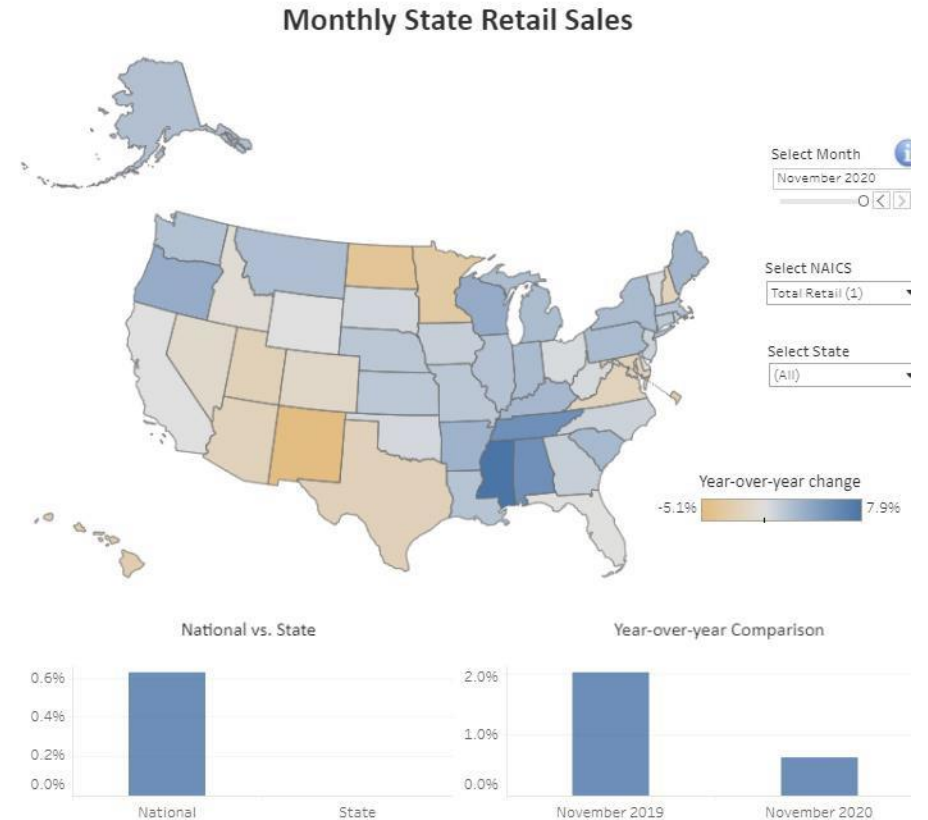 Monthly State Retail Sales
Select Month
i
November 2020
Select NAICS
Total Retail (1)
Select State
(All)
Year-over-year change
-5.1%
7.9%
National vs. State
0.6%
0.4%
0.2%
0.0%
National
State
Year-over-year Comparison
2.0%
1.0%
0.0%
November 2019
November 2020